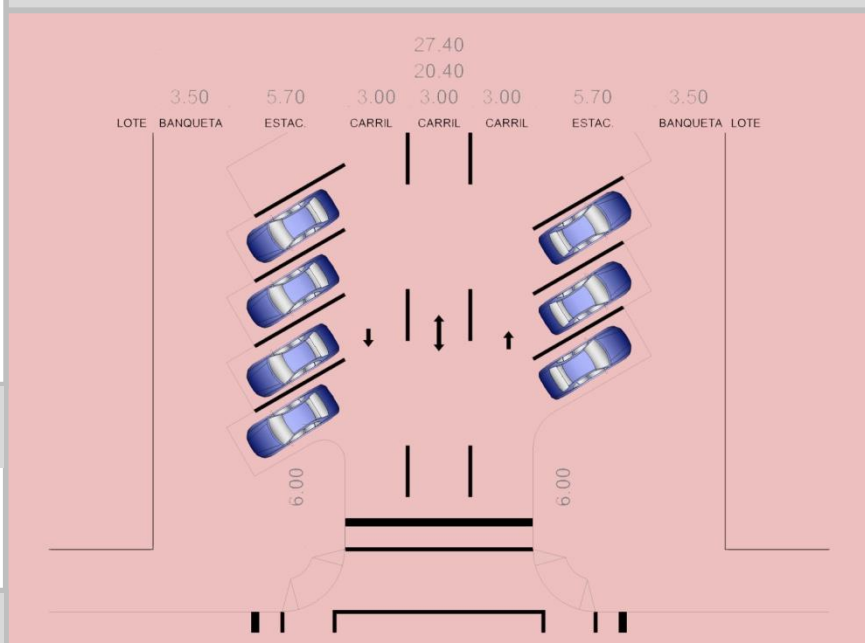 27.40
20.40
3.50 5.70 3.00 3.00 3.00 5.70 3.50
LOTE BANQUETA ESTAC. CARRIL CARRIL CARRIL ESTAC. BANQUETA LOTE
6.00 6.00